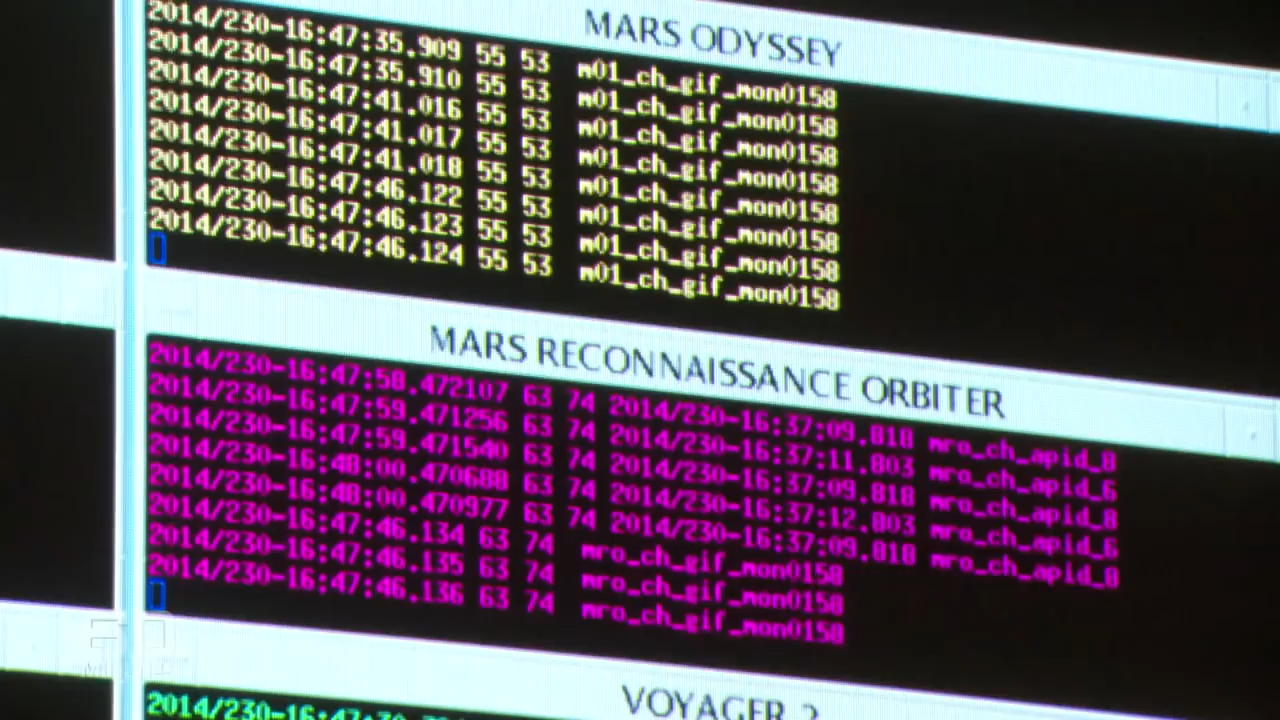 MARS ODYSSEY
2014/230-16:47:35.909 55 53 m01_ch_gif_mon0158
2014/230-16:47:35.910 55 53 m01_ch_gif_mon0158
2014/230-16:47:41.016 55 53 m01_ch_gif_mon0158
2014/230-16:47:41.017 55 53 m01_ch_gif_mon0158
2014/230-16:47:41.018 55 53 m01_ch_gif_mon0158
2014/230-16:47:46.122 55 53 m01_ch_gif_mon0158
2014/230-16:47:46.123 55 53 m01_ch_gif_mon0158
2014/230-16:47:46.124 55 53 m01_ch_gif_mon0158
MARS RECONNAISSANCE ORBITER
2014/230-16:47:58.472107 63 74 2014/230-16:37:09.818 mro_ch_apid_8
2014/230-16:47:59.471256 63 74 2014/230-16:37:11.803 mro_ch_apid_6
2014/230-16:47:59.471540 63 74 2014/230-16:37:09.818 mro_ch_apid_8
2014/230-16:48:00.470688 63 74 2014/230-16:37:12.803 mro_ch_apid_6
2014/230-16:48:00.470977 63 74 2014/230-16:37:09.818 mro_ch_apid_8
2014/230-16:47:46.134 63 74 mro_ch_gif_mon0158
2014/230-16:47:46.135 63 74 mro_ch_gif_mon0158
2014/230-16:47:46.136 63 74 mro_ch_gif_mon0158
VOYAGER 2